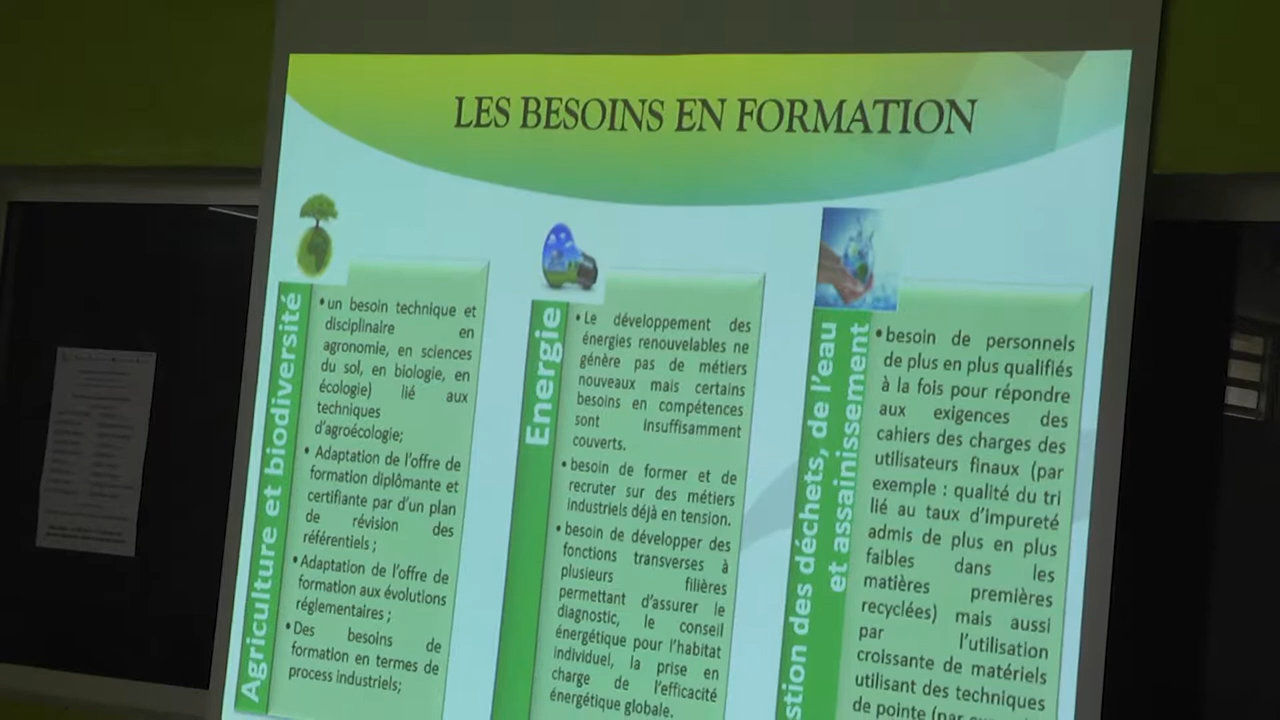 LES BESOINS EN FORMATION
Agriculture et biodiversité
•un besoin technique et
disciplinaire en
agronomie, en sciences
du sol, en biologie, en
écologie) lié aux
techniques
d'agroécologie;
• Adaptation de l'offre de
formation diplômante et
certifiante par d'un plan
de révision des
référentiels ;
•Adaptation de l'offre de
formation aux évolutions
réglementaires ;
•Des besoins de
formation en termes de
process industriels;
Energie
•Le développement des
énergies renouvelables ne
génère pas de métiers
nouveaux mais certains
besoins en compétences
sont insuffisamment
couverts.
•besoin de former et de
recruter sur des métiers
industriels déjà en tension.
•besoin de développer des
fonctions transverses à
plusieurs filières
permettant d'assurer le
diagnostic, le conseil
énergétique pour l'habitat
individuel, la prise en
charge de l'efficacité
énergétique globale.
stion des déchets, de l'eau
et assainissement
•besoin de personnels
de plus en plus qualifiés
à la fois pour répondre
aux exigences des
cahiers des charges des
utilisateurs finaux (par
exemple : qualité du tri
lié au taux d'impureté
admis de plus en plus
faibles dans les
matières premières
recyclées) mais aussi
par l'utilisation
croissante de matériels
utilisant des techniques
de pointe (par